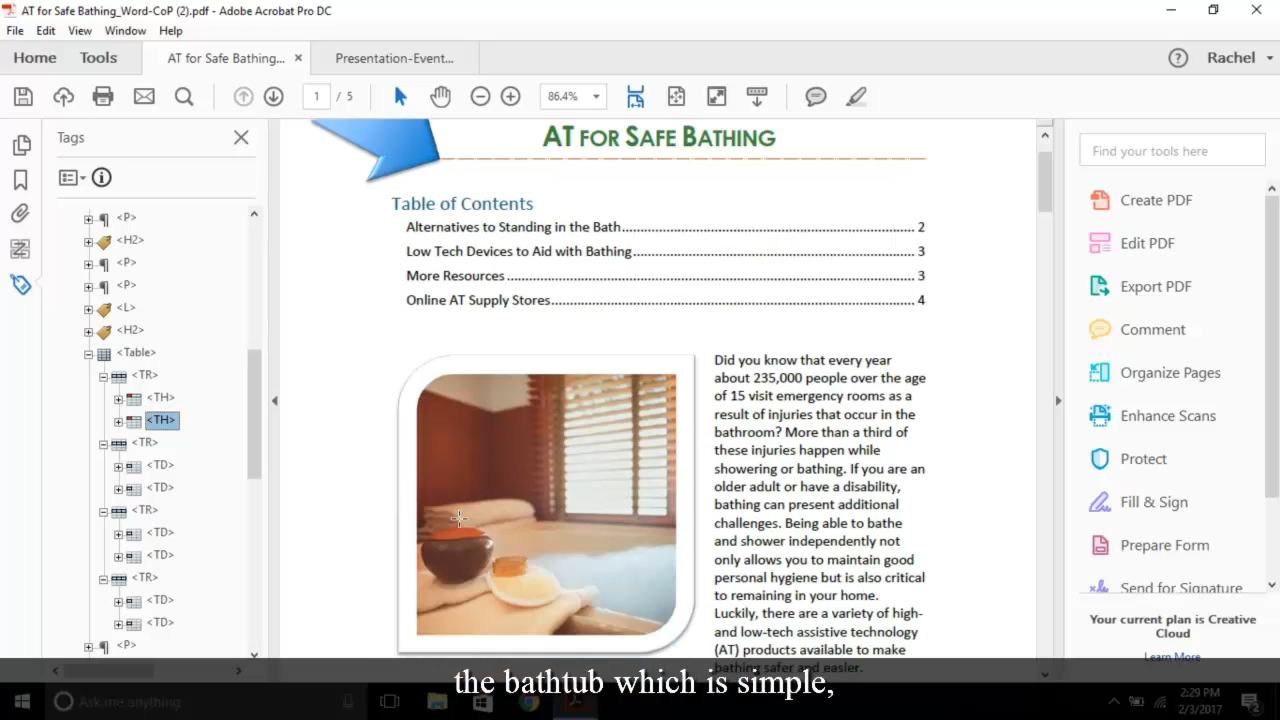 AT for Safe Bathing_Word-CoP (2).pdf - Adobe Acrobat Pro DC
File Edit View Window Help
Home Tools AT for Safe Bathing... × Presentation-Event... Rachel
1 / 5 86.4%
Tags
<P>
<H2>
<P>
<P>
<L>
<H2>
<Table>
<TR>
<TH>
<TH>
<TR>
<TD>
<TD>
<TR>
<TD>
<TD>
<TR>
<TD>
<TD>
<P>
AT FOR SAFE BATHING
Table of Contents
Alternatives to Standing in the Bath 2
Low Tech Devices to Aid with Bathing 3
More Resources 3
Online AT Supply Stores 4
Did you know that every year
about 235,000 people over the age
of 15 visit emergency rooms as a
result of injuries that occur in the
bathroom? More than a third of
these injuries happen while
showering or bathing. If you are an
older adult or have a disability,
bathing can present additional
challenges. Being able to bathe
and shower independently not
only allows you to maintain good
personal hygiene but is also critical
to remaining in your home.
Luckily, there are a variety of high-
and low-tech assistive technology
(AT) products available to make
bathing safer and easier.
Find your tools here
Create PDF
Edit PDF
Export PDF
Comment
Organize Pages
Enhance Scans
Protect
Fill & Sign
Prepare Form
Send for Signature
Your current plan is Creative
Cloud
Learn More
the bathtub which is simple,
Ask me anything
2:29 PM
2/3/2017
2